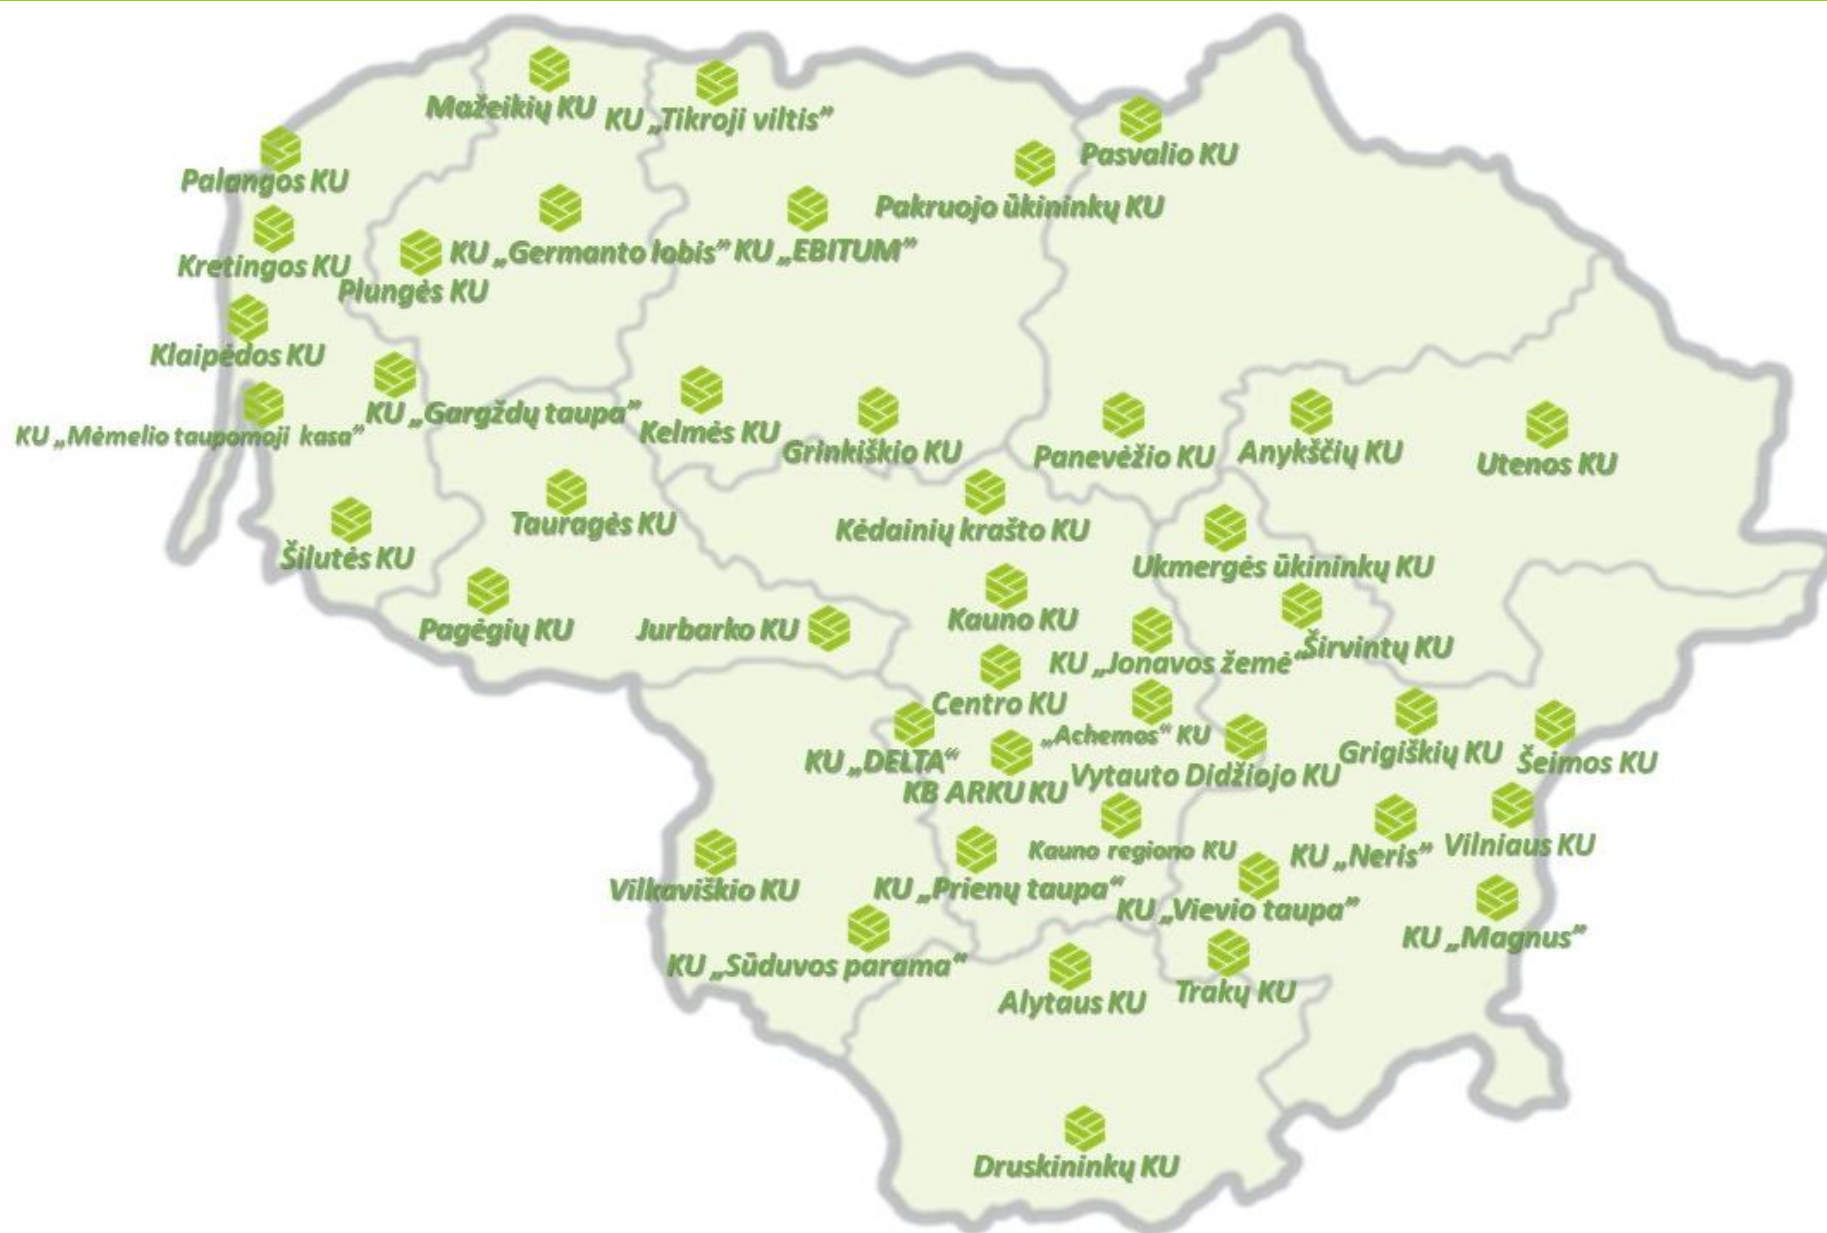 Mažeikių KU
KU „Tikroji viltis”
Pasvalio KU
Palangos KU
Pakruojo ūkininkų KU
KU „Germanto lobis”
KU „EBITUM”
Kretingos KU
Plungės KU
Klaipėdos KU
KU „Gargždų taupa”
KU „Mėmelio taupomoji kasa”
Kelmės KU
Grinkiškio KU
Panevėžio KU
Anykščių KU
Utenos KU
Tauragės KU
Kėdainių krašto KU
Šilutės KU
Ukmergės ūkininkų KU
Pagėgių KU
Jurbarko KU
Kauno KU
Širvintų KU
KU „Jonavos žemė“
Centro KU
„Achemos“ KU
KU „DELTA“
Grigiškių KU
Šeimos KU
Vytauto Didžiojo KU
KB ARKU KU
Kauno regiono KU
KU „Neris”
Vilniaus KU
Vilkaviškio KU
KU „Prienų taupa“
KU „Vievio taupa”
KU „Magnus”
KU „Sūduvos parama“
Alytaus KU
Trakų KU
Druskininkų KU